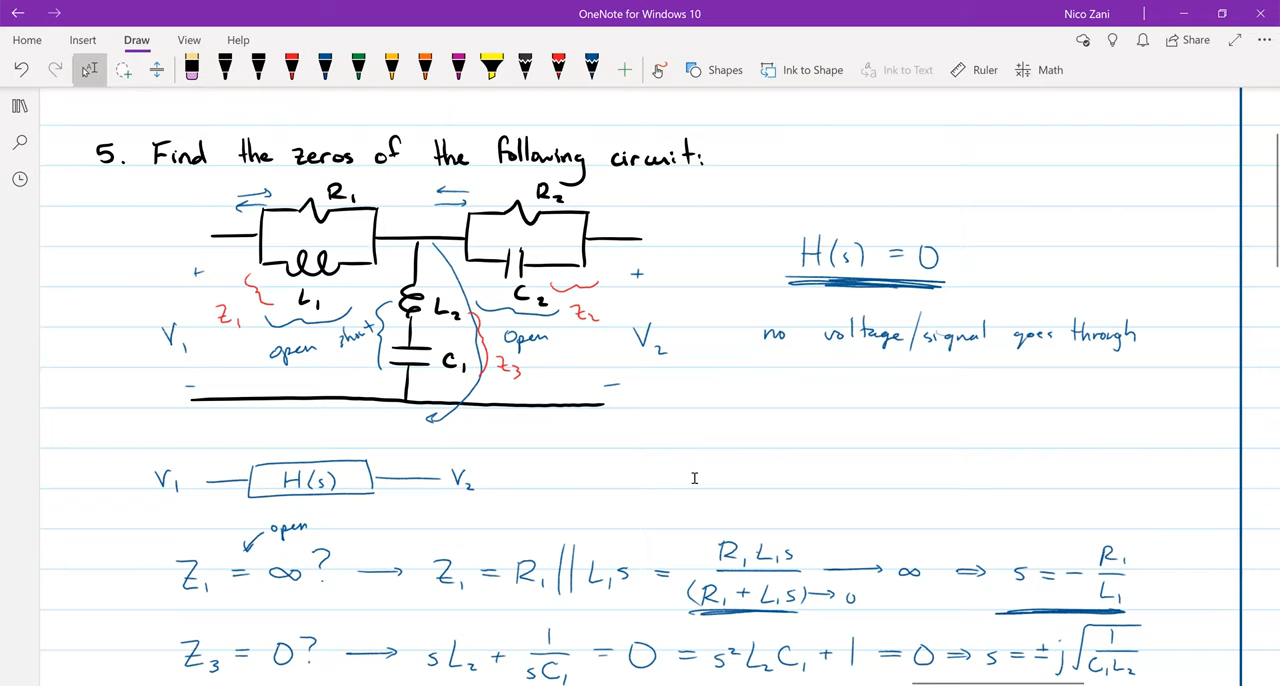 OneNote for Windows 10
Nico Zani
Home Insert Draw View Help
Share
Shapes Ink to Shape Ink to Text Ruler Math
5. Find the zeros of the following circuit:
R₁ R₂
L₁ L₂ C₂
Z₁ Z₂
open short open
V₁ + - C₁ Z₃ V₂ + -
H(s) = 0
no voltage/signal goes through
V₁ H(s) V₂
open
Z₁ = ∞? → Z₁ = R₁ || L₁s = R₁L₁s / (R₁ + L₁s) → 0 → ∞ ⇒ s = - R₁/L₁
Z₃ = 0? → sL₂ + 1/sC₁ = 0 = s²L₂C₁ + 1 = 0 ⇒ s = ±j√(1/C₁L₂)